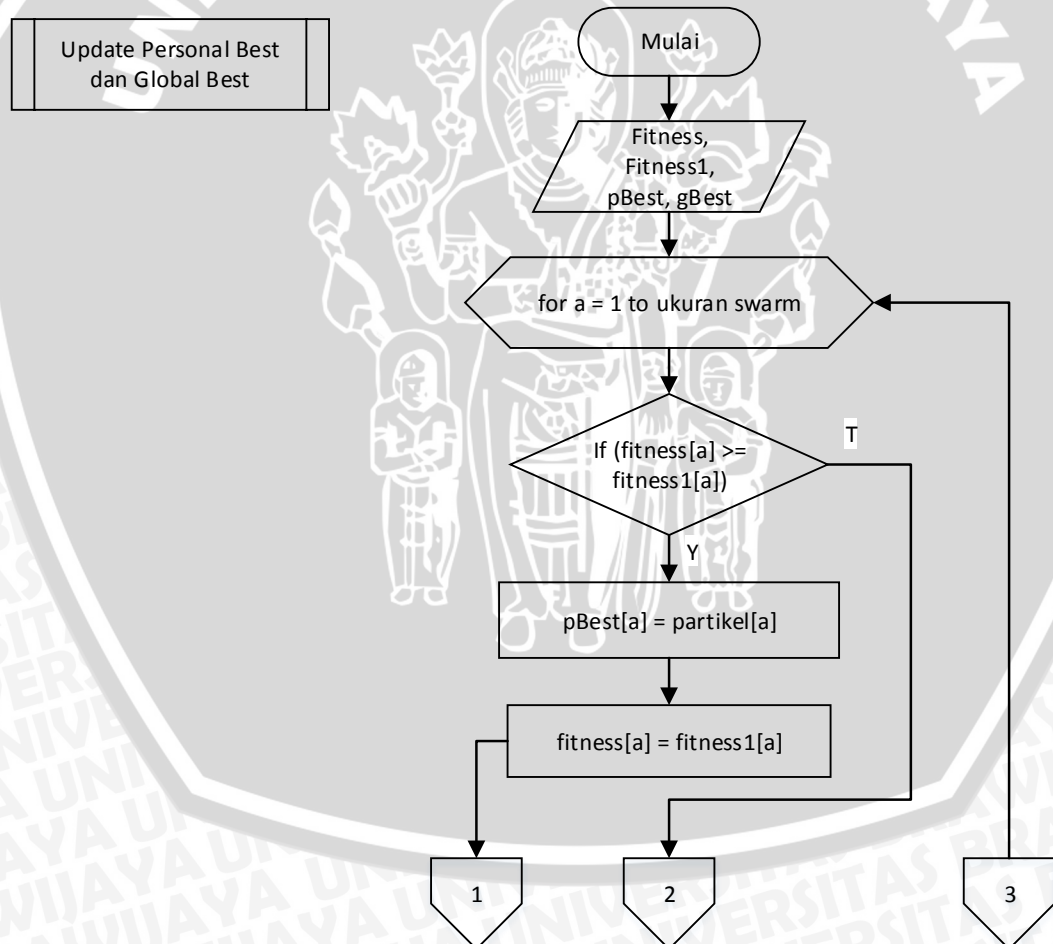 Update Personal Best
dan Global Best
Mulai
Fitness,
Fitness1,
pBest, gBest
for a = 1 to ukuran swarm
If (fitness[a] >=
fitness1[a])
T
Y
pBest[a] = partikel[a]
fitness[a] = fitness1[a]
1
2
3